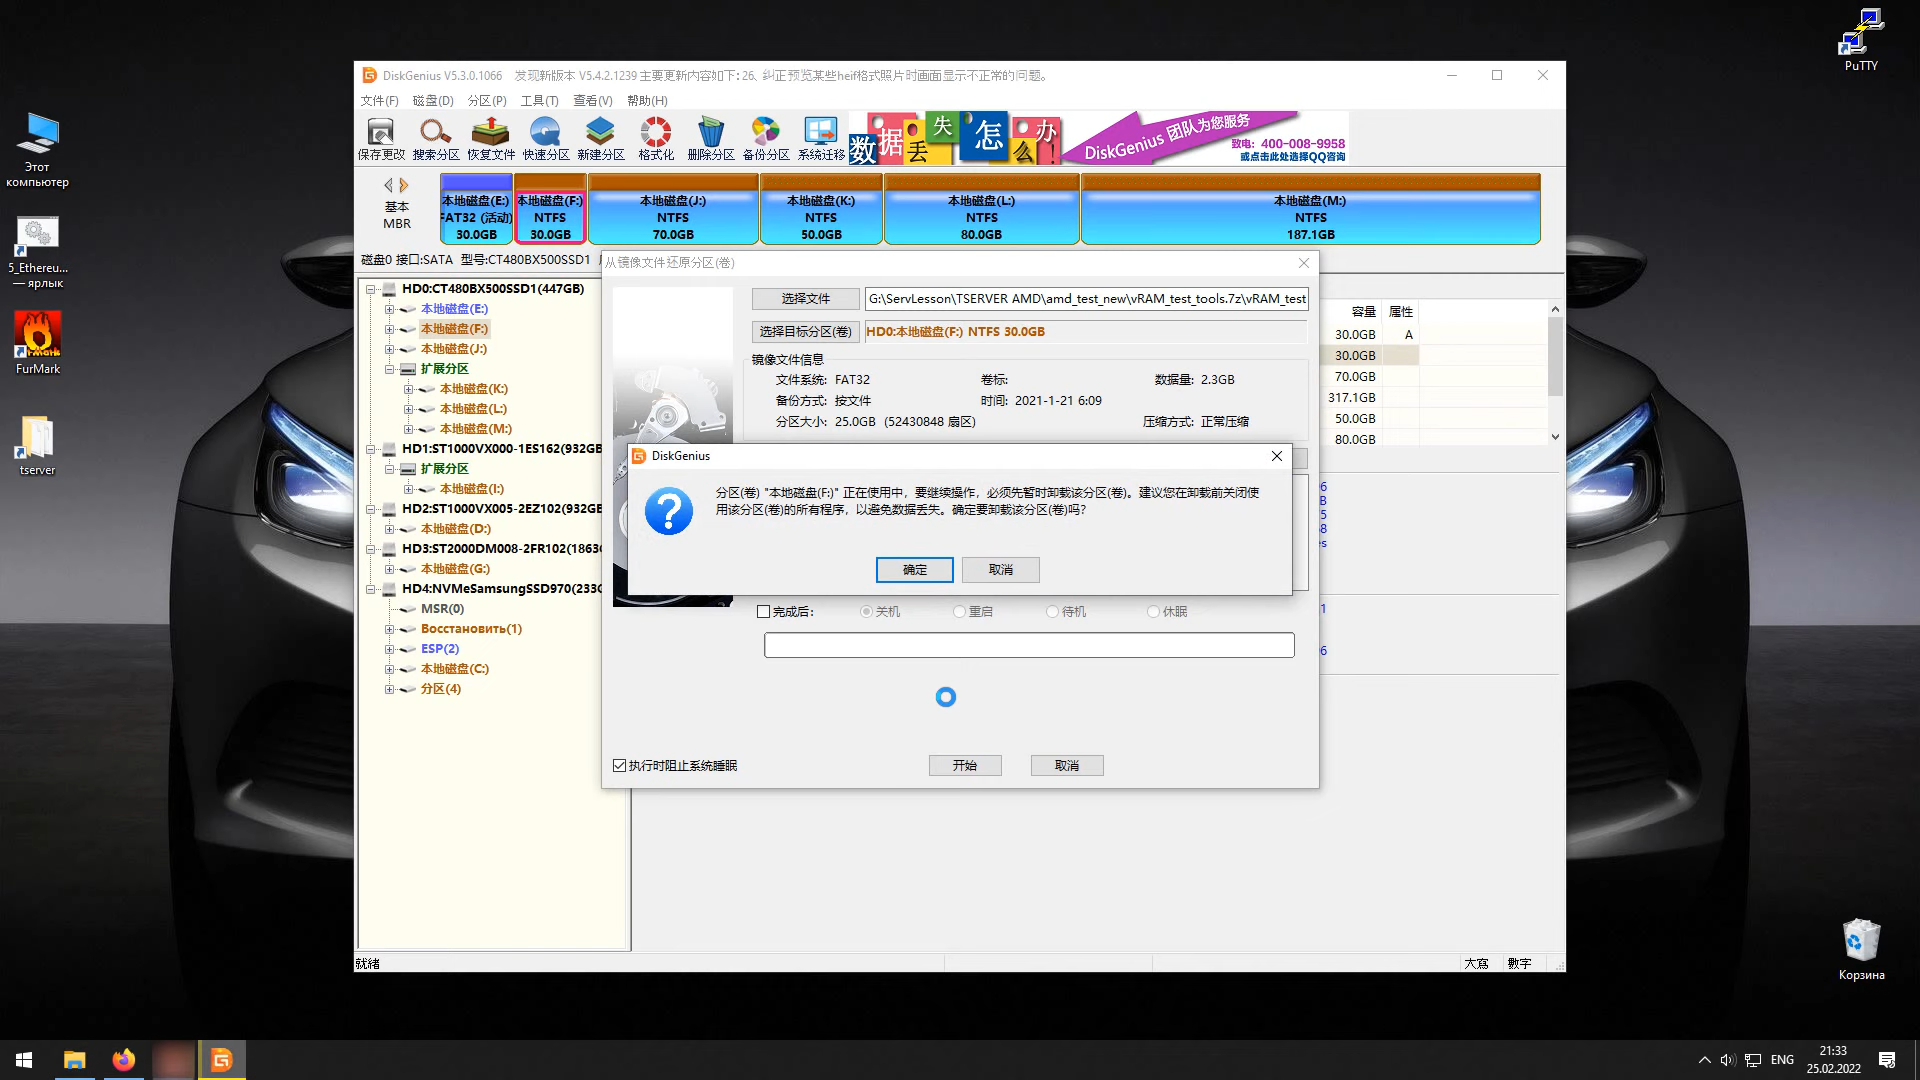 PuTTY
Этот
компьютер
5_Ethereu...
— ярлык
FurMark
tserver
Корзина
DiskGenius V5.3.0.1066 发现新版本 V5.4.2.1239 主要更新内容如下: 26、纠正预览某些heif格式照片时画面显示不正常的问题。
文件(F) 磁盘(D) 分区(P) 工具(T) 查看(V) 帮助(H)
保存更改 搜索分区 恢复文件 快速分区 新建分区 格式化 删除分区 备份分区 系统迁移
数据丢失怎么办!
DiskGenius 团队为您服务
致电: 400-008-9958
或点击此处选择QQ咨询
基本
MBR
本地磁盘(E:)
FAT32 (活动)
30.0GB
本地磁盘(F:)
NTFS
30.0GB
本地磁盘(J:)
NTFS
70.0GB
本地磁盘(K:)
NTFS
50.0GB
本地磁盘(L:)
NTFS
80.0GB
本地磁盘(M:)
NTFS
187.1GB
磁盘0 接口:SATA 型号:CT480BX500SSD1
HD0:CT480BX500SSD1(447GB)
本地磁盘(E:)
本地磁盘(F:)
本地磁盘(J:)
扩展分区
本地磁盘(K:)
本地磁盘(L:)
本地磁盘(M:)
HD1:ST1000VX000-1ES162(932GB
扩展分区
本地磁盘(I:)
HD2:ST1000VX005-2EZ102(932GB
本地磁盘(D:)
HD3:ST2000DM008-2FR102(1863G
本地磁盘(G:)
HD4:NVMeSamsungSSD970(233G
MSR(0)
Восстановить(1)
ESP(2)
本地磁盘(C:)
分区(4)
从镜像文件还原分区(卷)
选择文件 G:\ServLesson\TSERVER AMD\amd_test_new\vRAM_test_tools.7z\vRAM_test
选择目标分区(卷) HD0:本地磁盘(F:) NTFS 30.0GB
镜像文件信息
文件系统: FAT32 卷标: 数据量: 2.3GB
备份方式: 按文件 时间: 2021-1-21 6:09
分区大小: 25.0GB (52430848 扇区) 压缩方式: 正常压缩
DiskGenius
分区(卷) "本地磁盘(F:)" 正在使用中，要继续操作，必须先暂时卸载该分区(卷)。建议您在卸载前关闭使
用该分区(卷)的所有程序，以避免数据丢失。确定要卸载该分区(卷)吗?
确定 取消
完成后: 关机 重启 待机 休眠
执行时阻止系统睡眠 开始 取消
容量 属性
30.0GB A
30.0GB
70.0GB
317.1GB
50.0GB
80.0GB
6
B
5
8
es
1
6
就绪
大寫 數字
ENG
21:33
25.02.2022